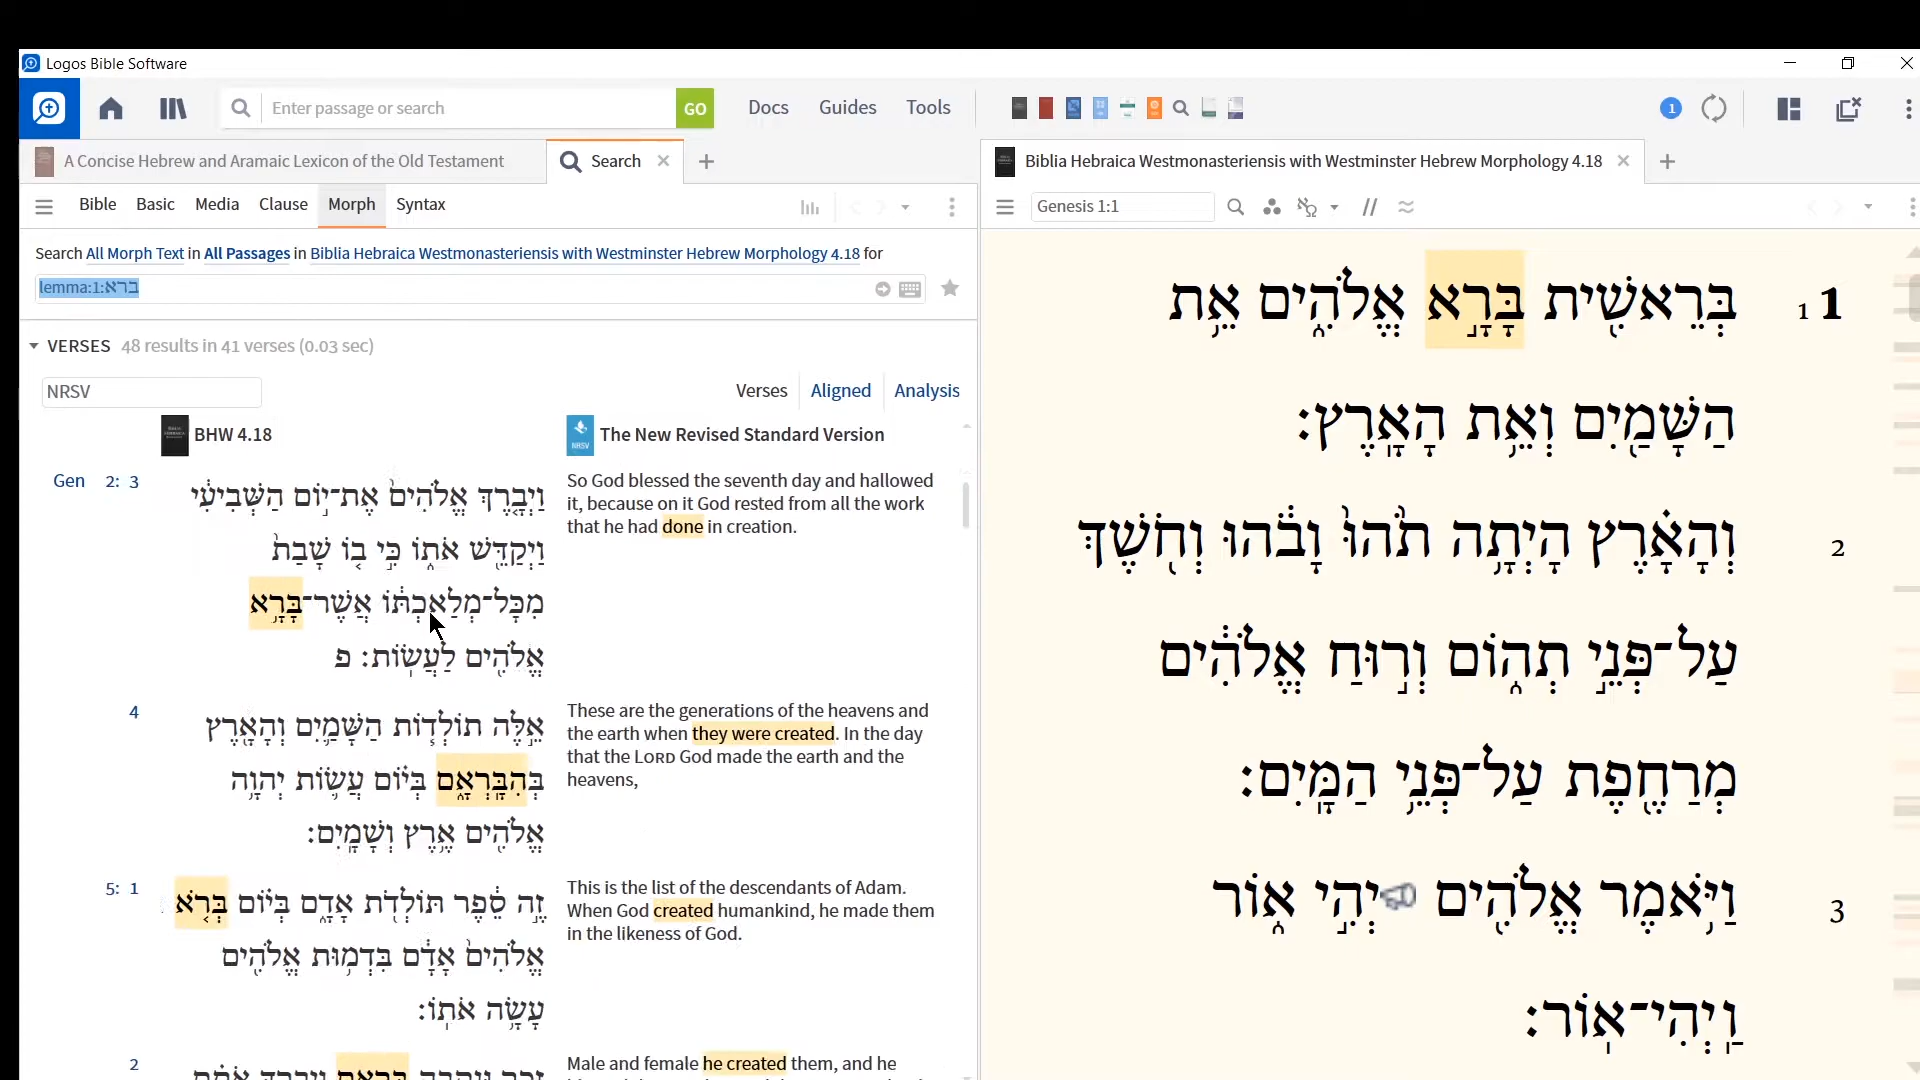 Logos Bible Software
Enter passage or search
GO
Docs
Guides
Tools
1
A Concise Hebrew and Aramaic Lexicon of the Old Testament
Search
Bible
Basic
Media
Clause
Morph
Syntax
Search All Morph Text in All Passages in Biblia Hebraica Westmonasteriensis with Westminster Hebrew Morphology 4.18 for
lemma:1:ברא
VERSES 48 results in 41 verses (0.03 sec)
NRSV
Verses
Aligned
Analysis
BHW 4.18
The New Revised Standard Version
Gen 2: 3
וַיְבָ֤רֶךְ אֱלֹהִים֙ אֶת־י֣וֹם הַשְּׁבִיעִ֔י
וַיְקַדֵּ֖שׁ אֹת֑וֹ כִּ֣י ב֤וֹ שָׁבַת֙
מִכָּל־מְלַאכְתּ֔וֹ אֲשֶׁר־בָּרָ֥א
אֱלֹהִ֖ים לַעֲשֽׂוֹת׃ פ
So God blessed the seventh day and hallowed
it, because on it God rested from all the work
that he had done in creation.
4
אֵ֣לֶּה תוֹלְד֧וֹת הַשָּׁמַ֛יִם וְהָאָ֖רֶץ
בְּהִבָּֽרְאָ֑ם בְּי֗וֹם עֲשׂ֛וֹת יְהוָ֥ה
אֱלֹהִ֖ים אֶ֥רֶץ וְשָׁמָֽיִם׃
These are the generations of the heavens and
the earth when they were created. In the day
that the LORD God made the earth and the
heavens,
5: 1
זֶ֣ה סֵ֔פֶר תּוֹלְדֹ֖ת אָדָ֑ם בְּי֗וֹם בְּרֹ֤א
אֱלֹהִים֙ אָדָ֔ם בִּדְמ֥וּת אֱלֹהִ֖ים
עָשָׂ֥ה אֹתֽוֹ׃
This is the list of the descendants of Adam.
When God created humankind, he made them
in the likeness of God.
2
Male and female he created them, and he
Biblia Hebraica Westmonasteriensis with Westminster Hebrew Morphology 4.18
Genesis 1:1
1 1 בְּרֵאשִׁ֖ית בָּרָ֣א אֱלֹהִ֑ים אֵ֥ת
הַשָּׁמַ֖יִם וְאֵ֥ת הָאָֽרֶץ׃
2 וְהָאָ֗רֶץ הָיְתָ֥ה תֹ֙הוּ֙ וָבֹ֔הוּ וְחֹ֖שֶׁךְ
עַל־פְּנֵ֣י תְה֑וֹם וְר֣וּחַ אֱלֹהִ֔ים
מְרַחֶ֖פֶת עַל־פְּנֵ֥י הַמָּֽיִם׃
3 וַיֹּ֥אמֶר אֱלֹהִ֖ים יְהִ֣י א֑וֹר
וַֽיְהִי־אֽוֹר׃